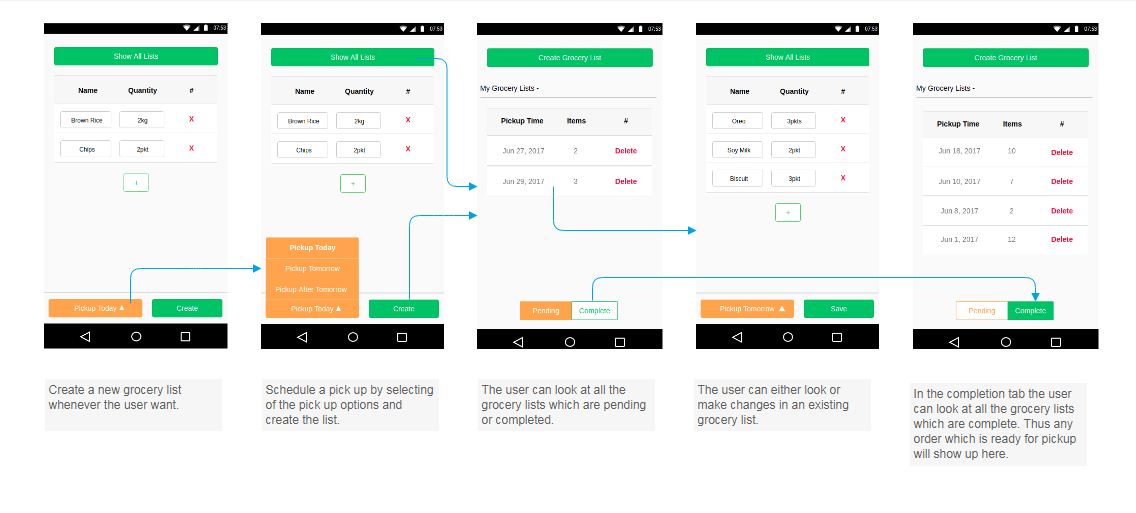 07:53
Show All Lists
Name Quantity #
Brown Rice 2kg X
Chips 2pkt X
+
Pickup Today Create
Create a new grocery list
whenever the user want.
07:53
Show All Lists
Name Quantity #
Brown Rice 2kg X
Chips 2pkt X
+
Pickup Today
Pickup Tomorrow
Pickup After Tomorrow
Pickup Today Create
Schedule a pick up by selecting
of the pick up options and
create the list.
07:53
Create Grocery List
My Grocery Lists -
Pickup Time Items #
Jun 27, 2017 2 Delete
Jun 29, 2017 3 Delete
Pending Complete
The user can look at all the
grocery lists which are pending
or completed.
07:53
Show All Lists
Name Quantity #
Oreo 3pkts X
Soy Milk 2pkt X
Biscuit 3pkt X
+
Pickup Tomorrow Save
The user can either look or
make changes in an existing
grocery list.
07:53
Create Grocery List
My Grocery Lists -
Pickup Time Items #
Jun 18, 2017 10 Delete
Jun 10, 2017 7 Delete
Jun 8, 2017 2 Delete
Jun 1, 2017 12 Delete
Pending Complete
In the completion tab the user
can look at all the grocery lists
which are complete. Thus any
order which is ready for pickup
will show up here.